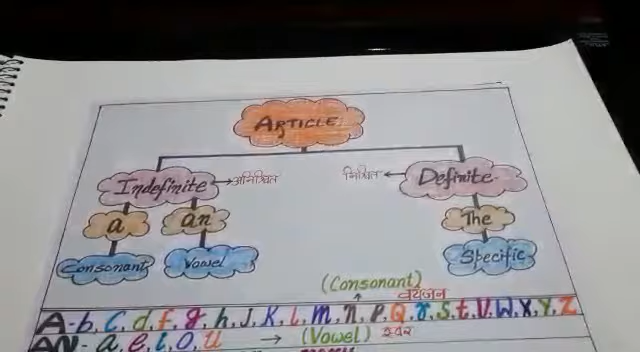 ARTICLE
Indefinite → अनिश्चित निश्चित ← Definite
a an The
Consonant Vowel Specific
(Consonant)
व्यंजन
A-b, C, d, f, g, h, J, K, l, m, n, P, Q, r, S, t, V, W, X, Y, Z
AN- a, e, i, o, u → (Vowel) स्वर